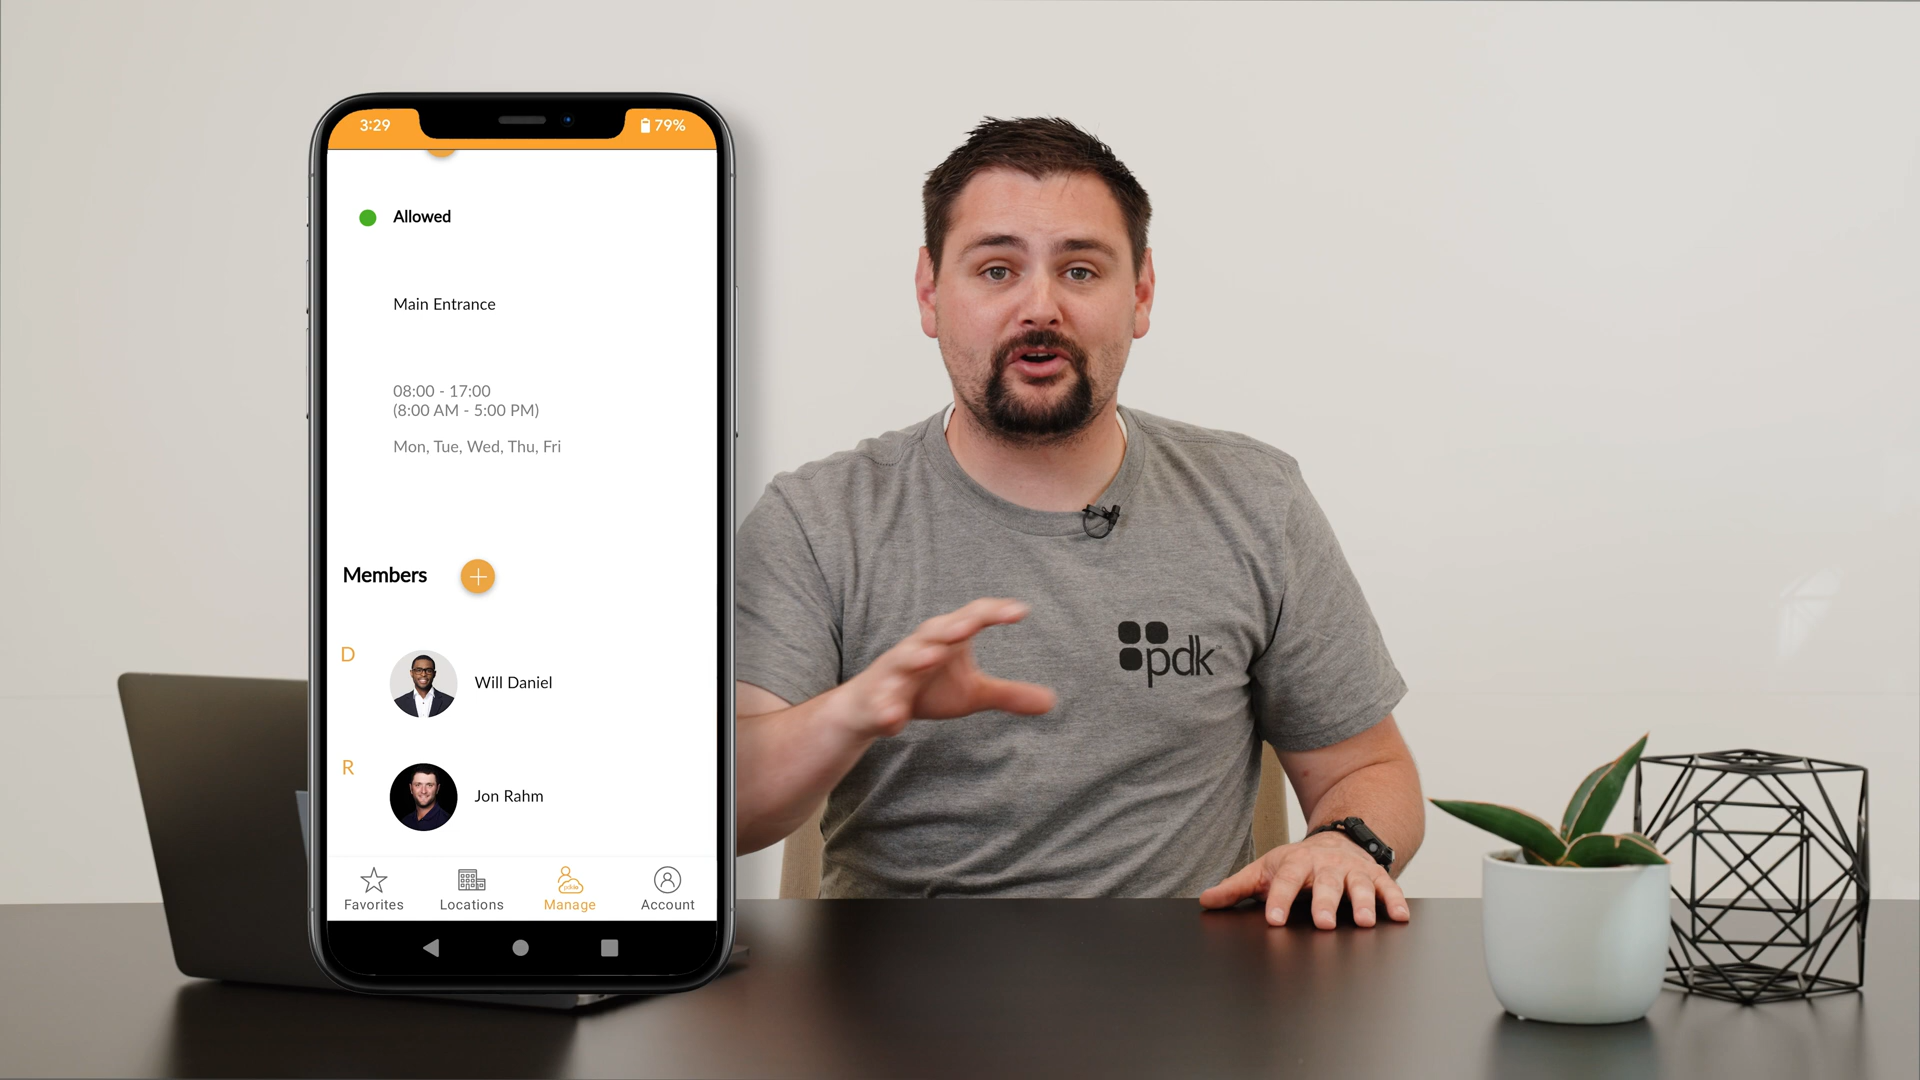 3:29
79%
Allowed
Main Entrance
08:00 - 17:00
(8:00 AM - 5:00 PM)
Mon, Tue, Wed, Thu, Fri
Members
D
Will Daniel
R
Jon Rahm
Favorites
Locations
Manage
Account
pdk